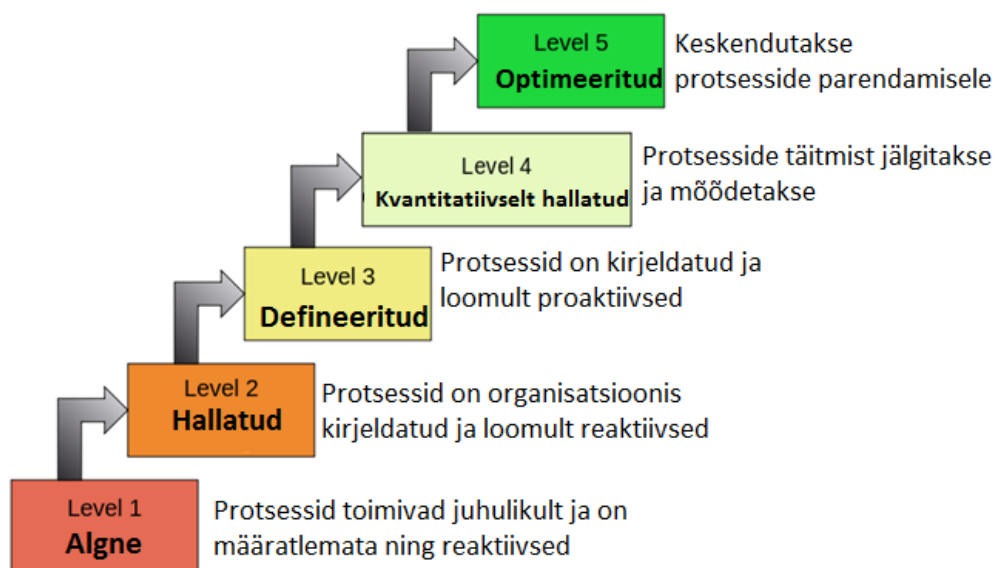 Level 5
Optimeeritud
Keskendutakse
protsesside parendamisele
Level 4
Kvantitatiivselt hallatud
Protsesside täitmist jälgitakse
ja mõõdetakse
Level 3
Defineeritud
Protsessid on kirjeldatud ja
loomult proaktiivsed
Level 2
Hallatud
Protsessid on organisatsioonis
kirjeldatud ja loomult reaktiivsed
Level 1
Algne
Protsessid toimivad juhulikult ja on
määratlemata ning reaktiivsed